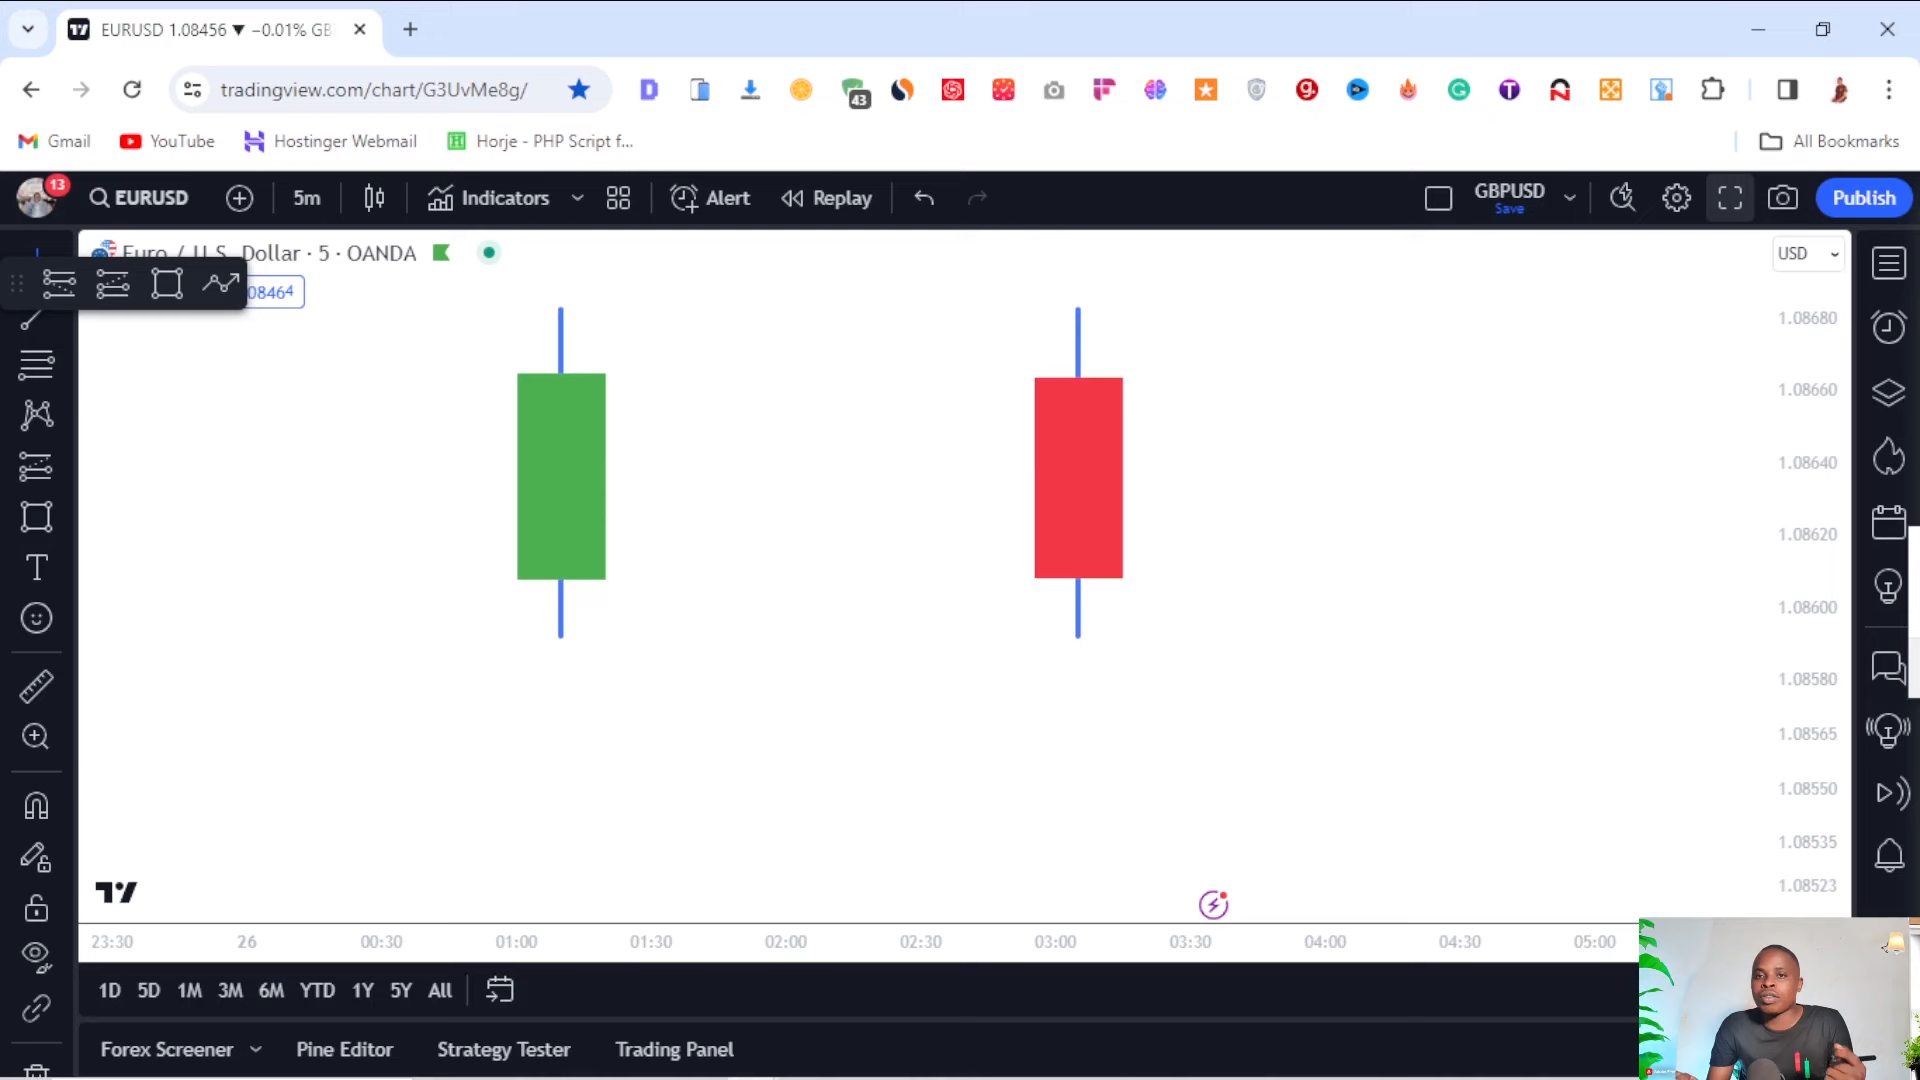 EURUSD 1.08456 ▼ −0.01% GB
tradingview.com/chart/G3UvMe8g/
43
Gmail
YouTube
Hostinger Webmail
Horje - PHP Script f...
All Bookmarks
13
EURUSD
5m
Indicators
Alert
Replay
GBPUSD
Save
Publish
Euro / U.S. Dollar · 5 · OANDA
USD
08464
1.08680
1.08660
1.08640
1.08620
1.08600
1.08580
1.08565
1.08550
1.08535
1.08523
23:30 26 00:30 01:00 01:30 02:00 02:30 03:00 03:30 04:00 04:30 05:00
1D 5D 1M 3M 6M YTD 1Y 5Y All
Forex Screener Pine Editor Strategy Tester Trading Panel